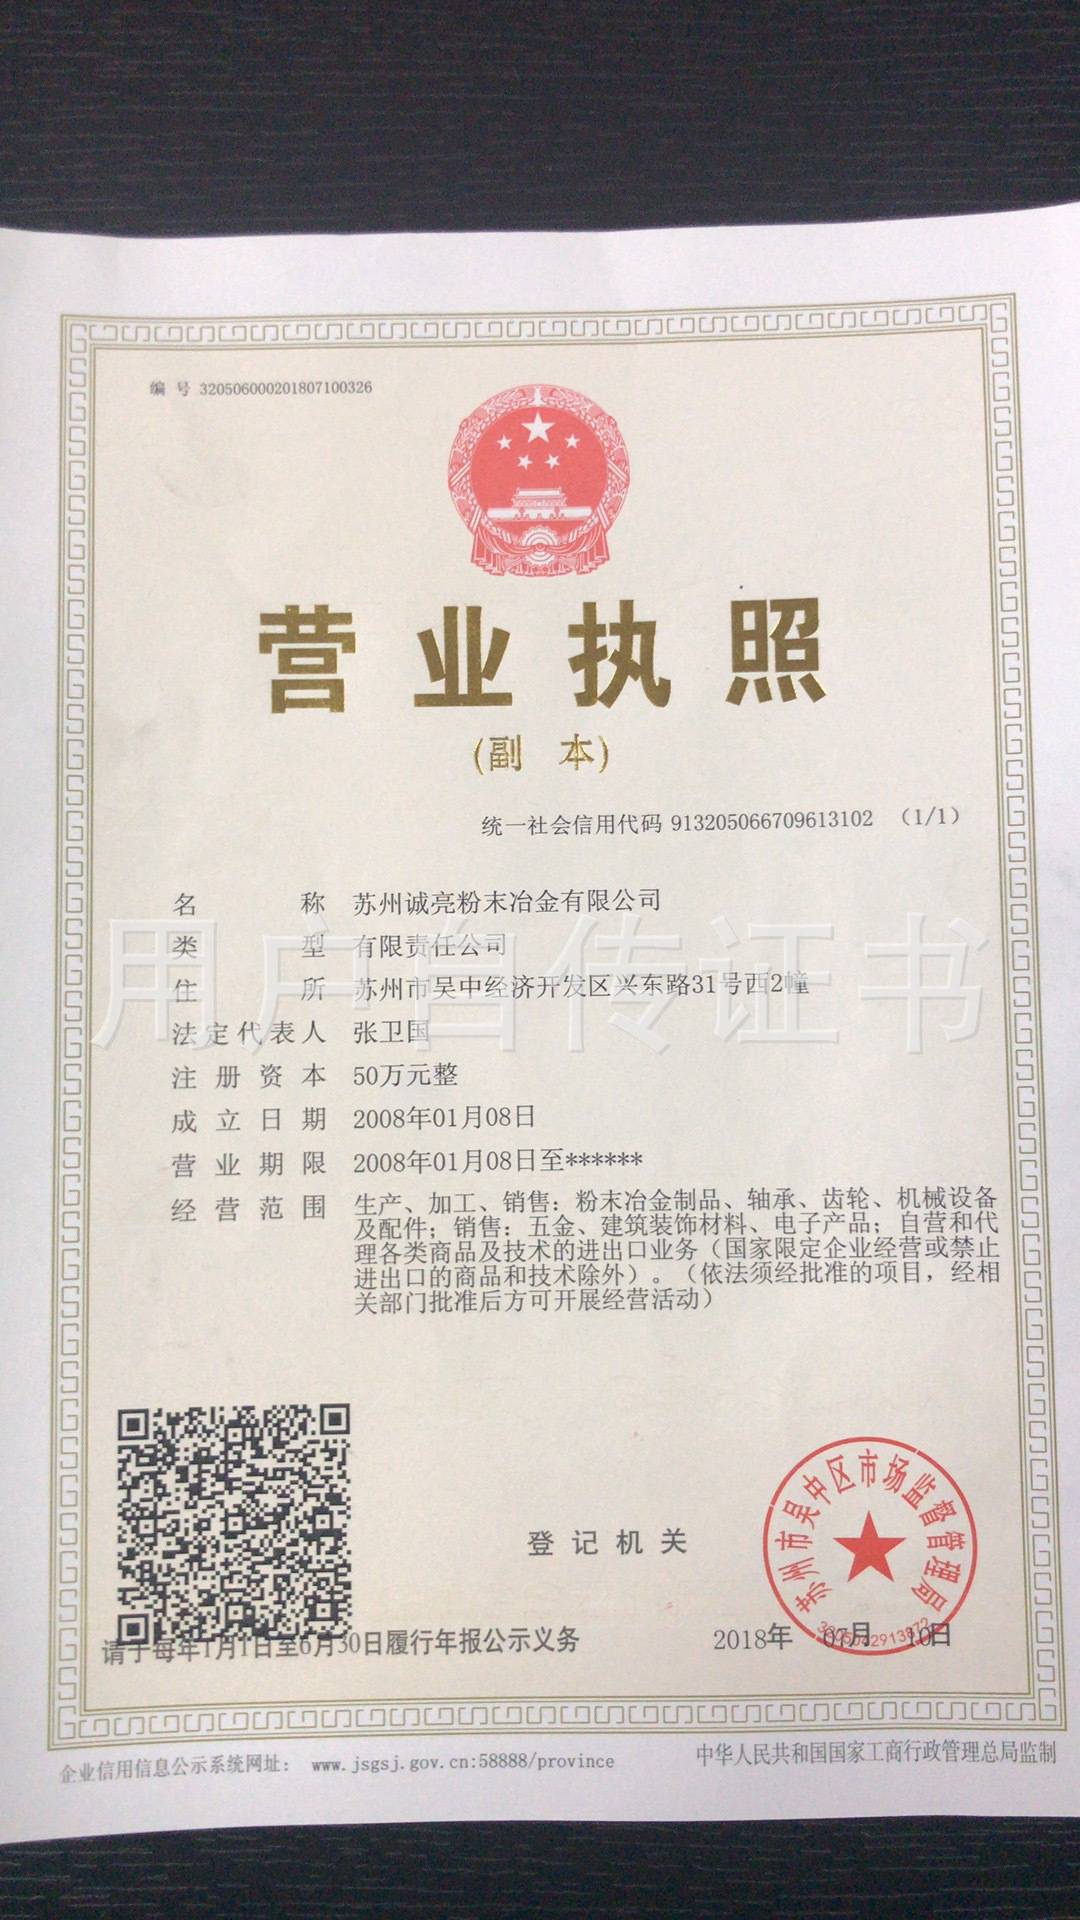 编 号 320506000201807100326
营业执照
(副 本)
统一社会信用代码 913205066709613102 （1/1）
名 称 苏州诚亮粉末冶金有限公司
类 型 有限责任公司
住 所 苏州市吴中经济开发区兴东路31号西2幢
法定代表人 张卫国
注册资本 50万元整
成立日期 2008年01月08日
营业期限 2008年01月08日至******
经营范围 生产、加工、销售：粉末冶金制品、轴承、齿轮、机械设备
及配件；销售：五金、建筑装饰材料、电子产品；自营和代
理各类商品及技术的进出口业务（国家限定企业经营或禁止
进出口的商品和技术除外）。（依法须经批准的项目，经相
关部门批准后方可开展经营活动）
用户自传证书
登记机关
苏州市吴中区市场监督管理局
请于每年1月1日至6月30日履行年报公示义务
2018年 07月 10日
企业信用信息公示系统网址： www.jsgsj.gov.cn:58888/province
中华人民共和国国家工商行政管理总局监制